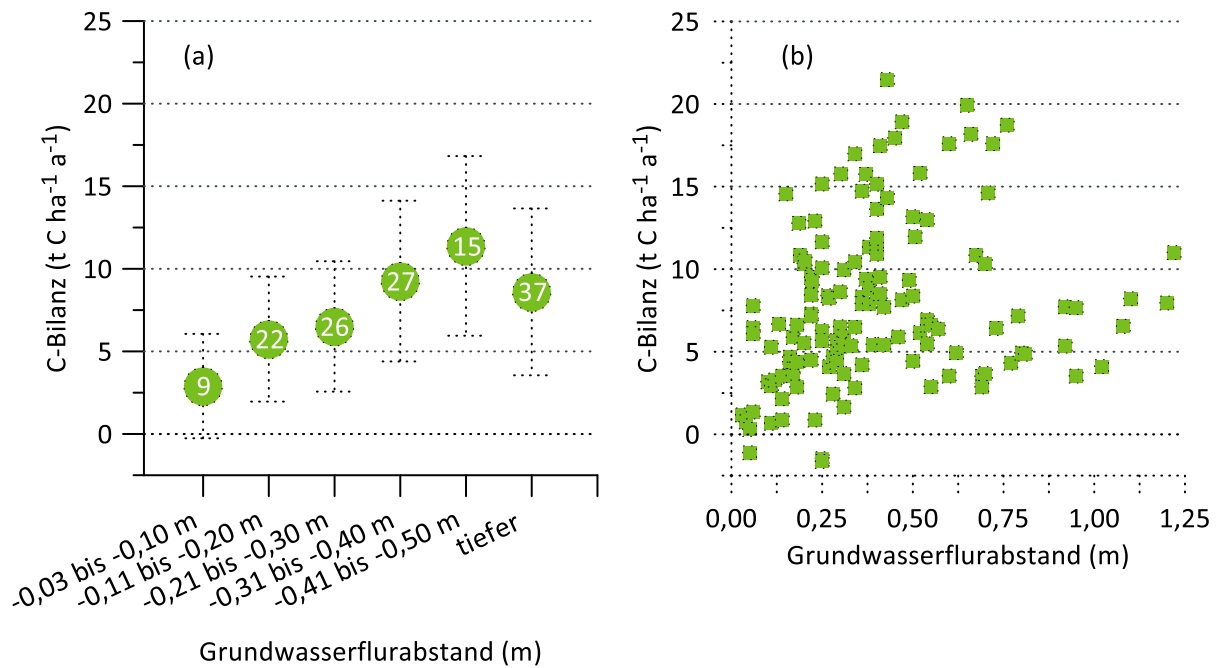 (a)
C-Bilanz (t C ha⁻¹ a⁻¹)
25
20
15
10
5
0
9
22
26
27
15
37
-0,03 bis -0,10 m
-0,11 bis -0,20 m
-0,21 bis -0,30 m
-0,31 bis -0,40 m
-0,41 bis -0,50 m
tiefer
Grundwasserflurabstand (m)
(b)
C-Bilanz (t C ha⁻¹ a⁻¹)
25
20
15
10
5
0
0,00 0,25 0,50 0,75 1,00 1,25
Grundwasserflurabstand (m)